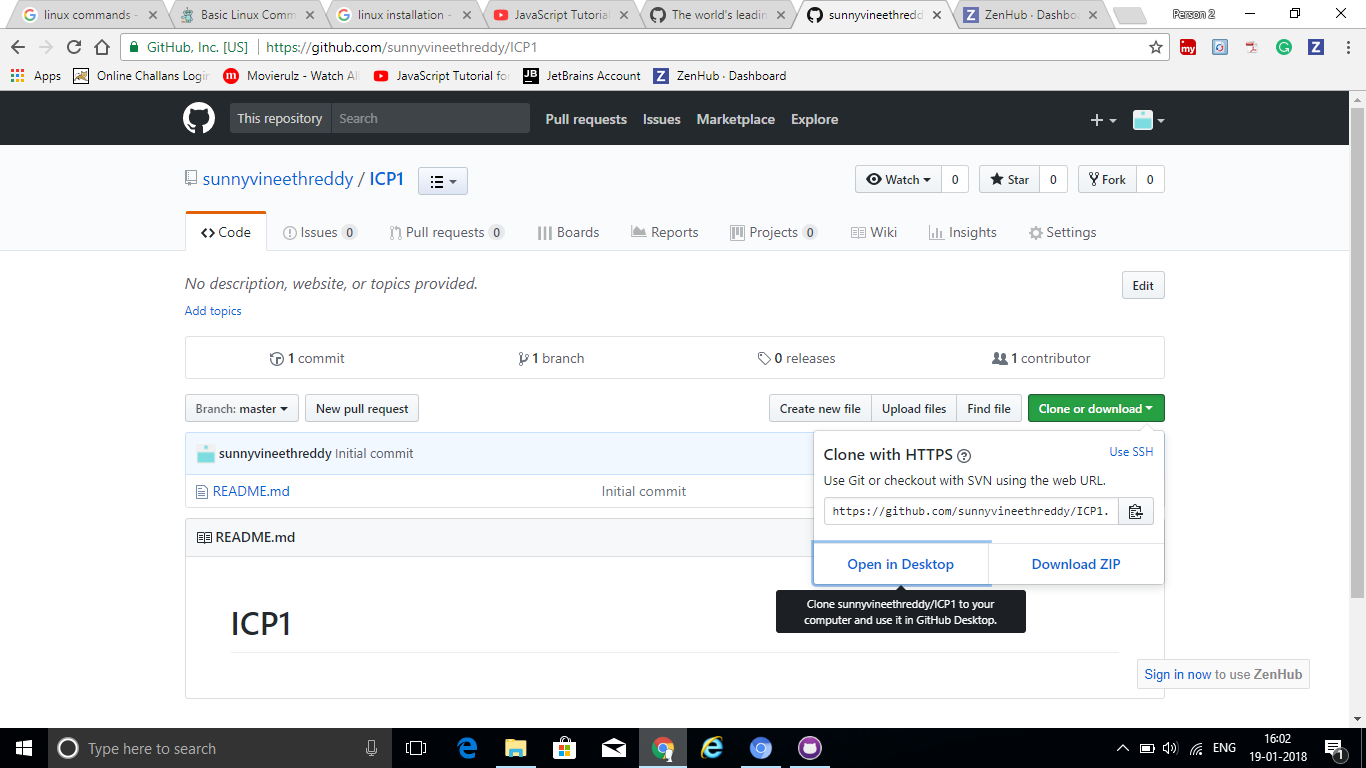 linux commands -
Basic Linux Comm
linux installation -
JavaScript Tutorial
The world's leadin
sunnyvineethredd
ZenHub · Dashbo
Person 2
GitHub, Inc. [US]
https://github.com/sunnyvineethreddy/ICP1
Apps
Online Challans Login
Movierulz - Watch All
JavaScript Tutorial fo
JetBrains Account
ZenHub · Dashboard
This repository
Search
Pull requests
Issues
Marketplace
Explore
sunnyvineethreddy / ICP1
Watch 0
Star 0
Fork 0
Code
Issues 0
Pull requests 0
Boards
Reports
Projects 0
Wiki
Insights
Settings
No description, website, or topics provided.
Edit
Add topics
1 commit
1 branch
0 releases
1 contributor
Branch: master
New pull request
Create new file
Upload files
Find file
Clone or download
sunnyvineethreddy Initial commit
README.md
Initial commit
Clone with HTTPS
Use SSH
Use Git or checkout with SVN using the web URL.
https://github.com/sunnyvineethreddy/ICP1.
Open in Desktop
Download ZIP
Clone sunnyvineethreddy/ICP1 to your
computer and use it in GitHub Desktop.
README.md
ICP1
Sign in now to use ZenHub
Type here to search
ENG
16:02
19-01-2018
1